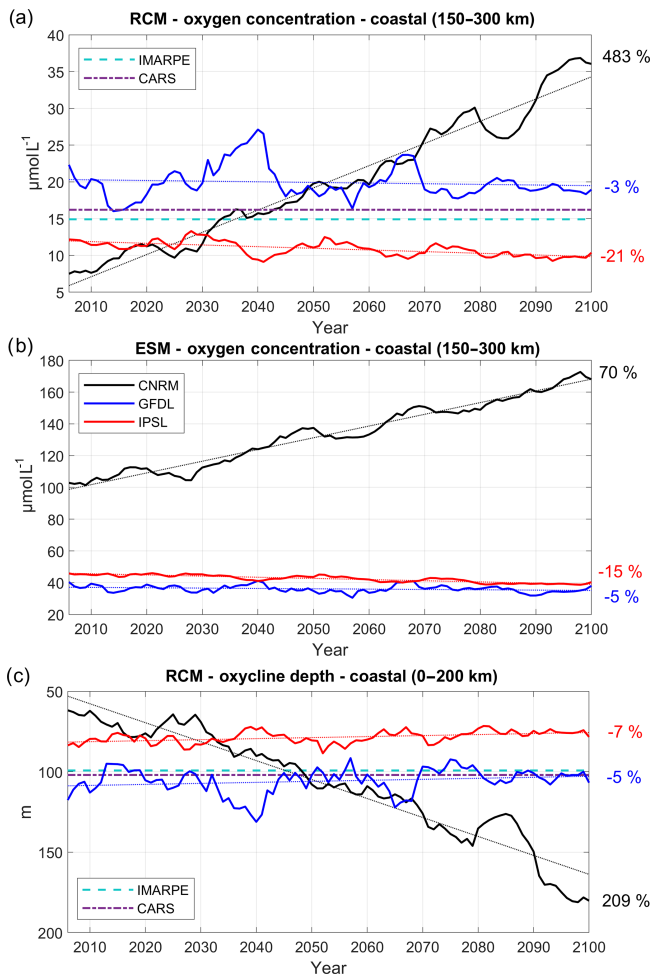 (a)
RCM - oxygen concentration - coastal (150–300 km)
40
35
30
25
20
15
10
5
μmol L-1
IMARPE
CARS
483 %
-3 %
-21 %
2010 2020 2030 2040 2050 2060 2070 2080 2090 2100
Year
(b)
ESM - oxygen concentration - coastal (150–300 km)
180
160
140
120
100
80
60
40
20
μmol L-1
CNRM
GFDL
IPSL
70 %
-15 %
-5 %
2010 2020 2030 2040 2050 2060 2070 2080 2090 2100
Year
(c)
RCM - oxycline depth - coastal (0–200 km)
50
100
150
200
m
IMARPE
CARS
-7 %
-5 %
209 %
2010 2020 2030 2040 2050 2060 2070 2080 2090 2100
Year